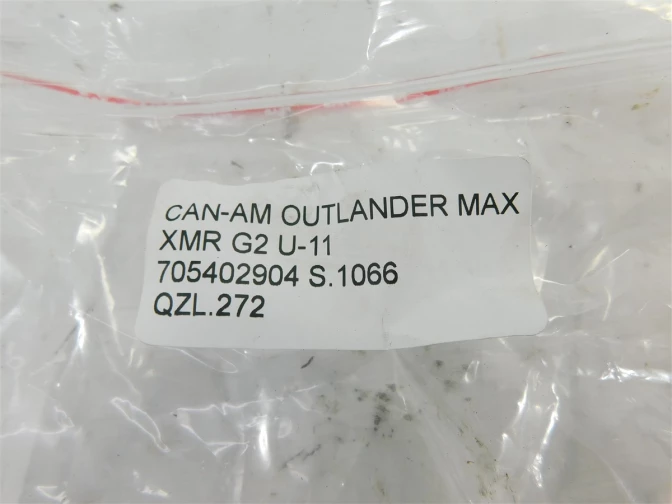 CAN-AM OUTLANDER MAX
XMR G2 U-11
705402904 S.1066
QZL.272